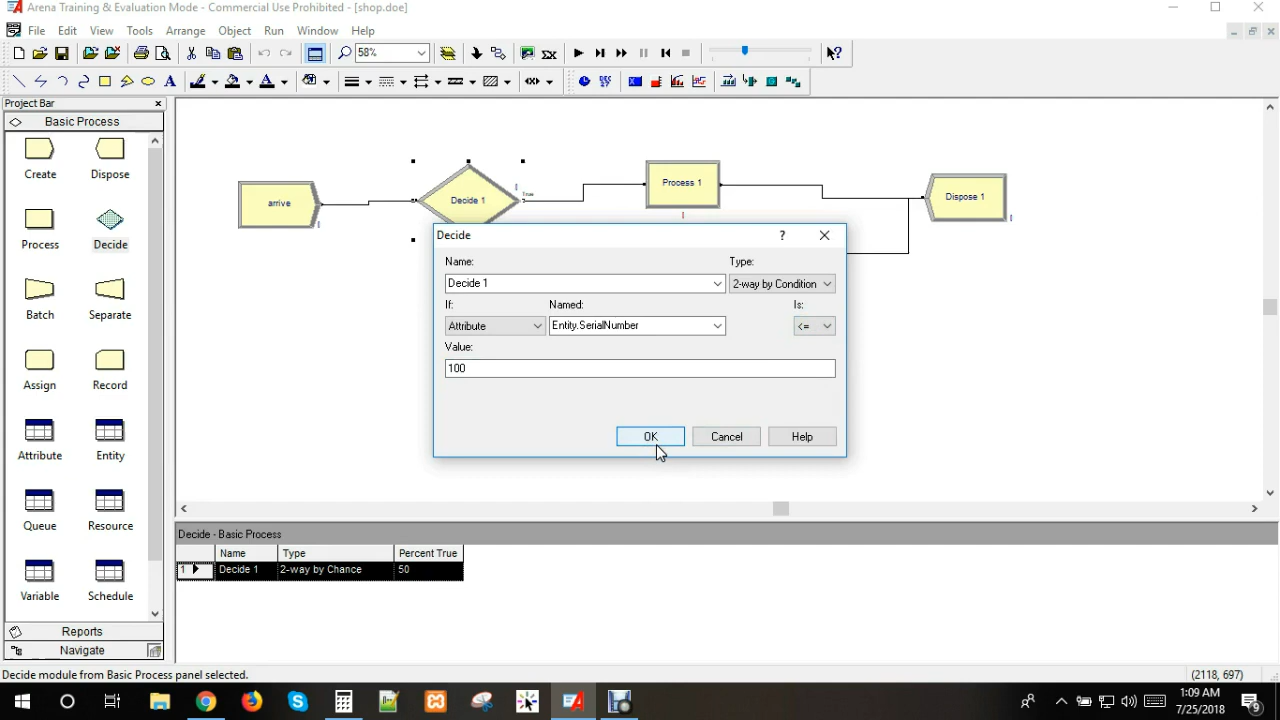 Arena Training & Evaluation Mode - Commercial Use Prohibited - [shop.doe]
File Edit View Tools Arrange Object Run Window Help
58%
Project Bar
Basic Process
Create
Dispose
Process
Decide
Batch
Separate
Assign
Record
Attribute
Entity
Queue
Resource
Variable
Schedule
Reports
Navigate
arrive
Decide 1
True
Process 1
Dispose 1
Decide
Name:
Type:
Decide 1
2-way by Condition
If:
Named:
Is:
Attribute
Entity.SerialNumber
<=
Value:
100
OK
Cancel
Help
Decide - Basic Process
Name Type Percent True
1 Decide 1 2-way by Chance 50
Decide module from Basic Process panel selected.
(2118, 697)
1:09 AM
7/25/2018
9